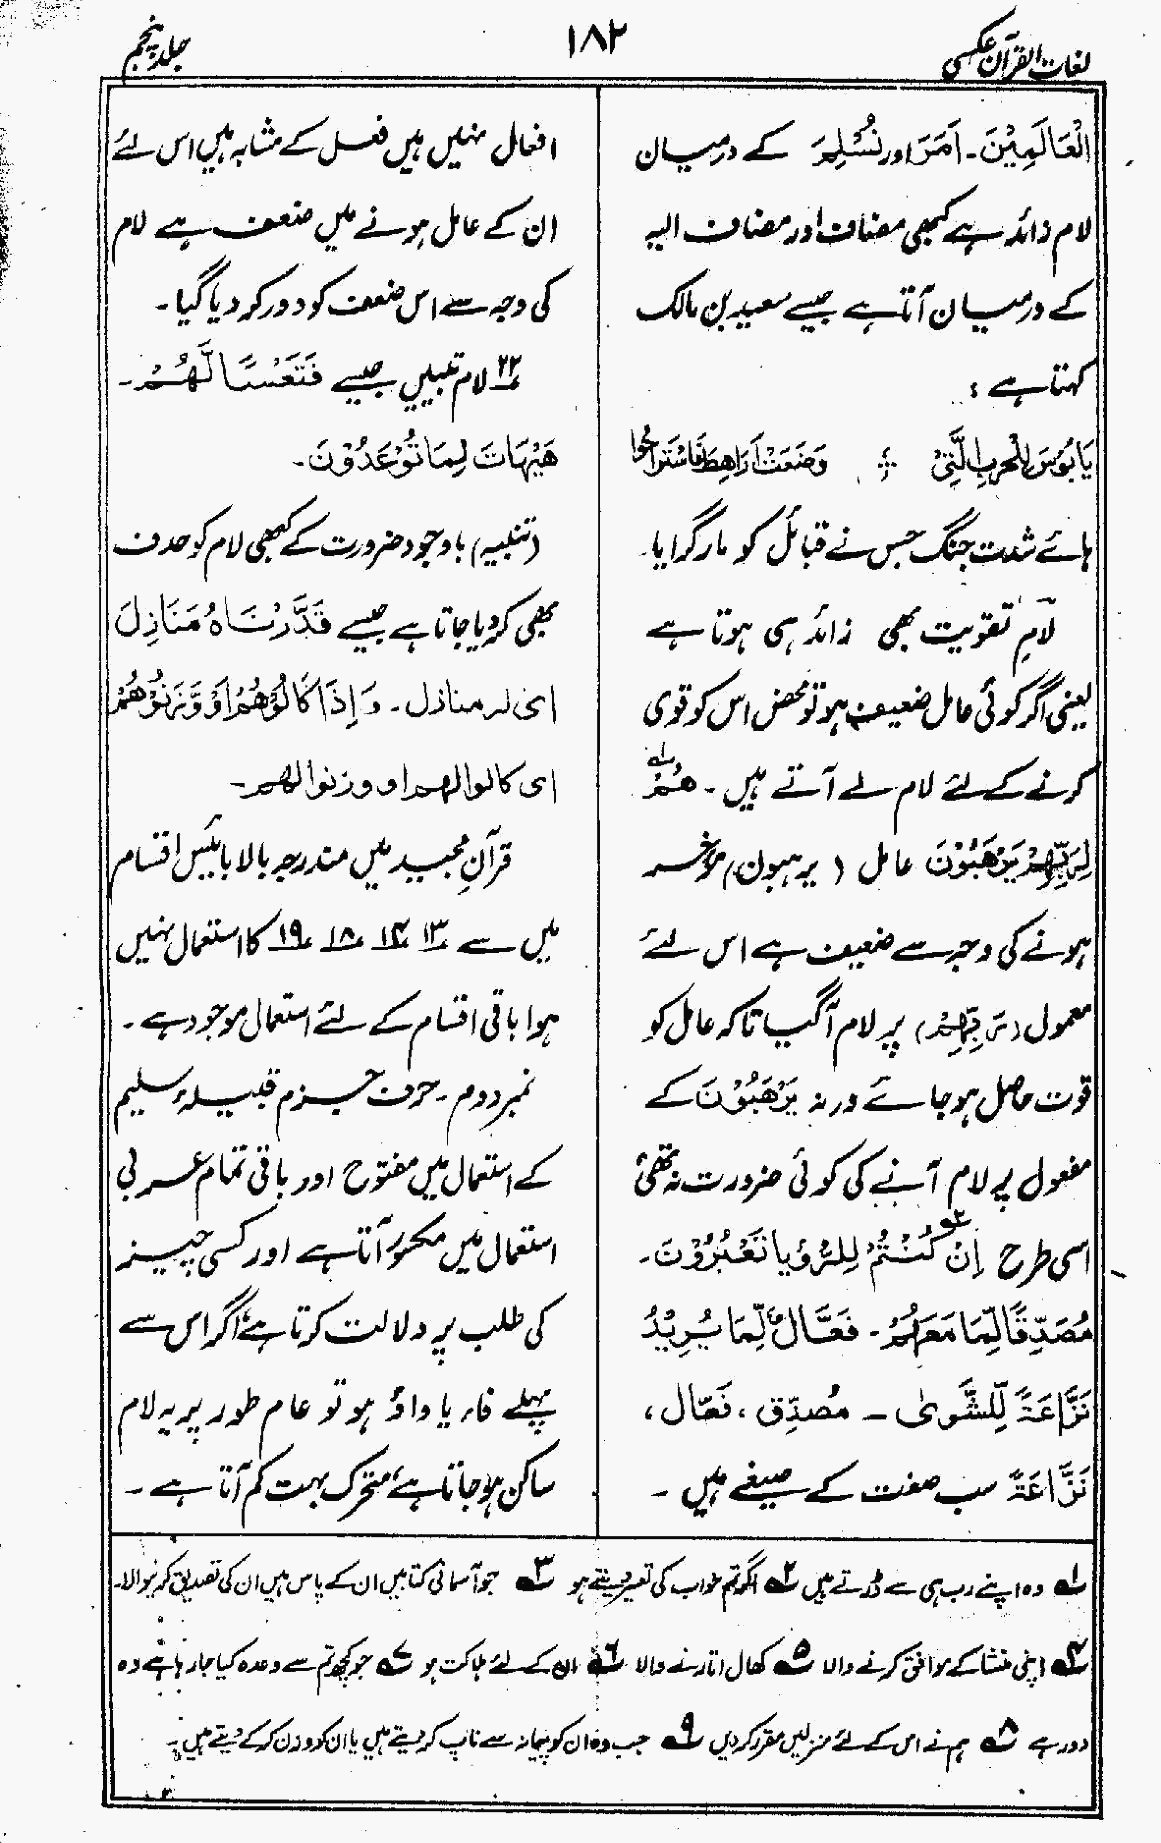 لغات القرآن عکسی
۱۸۲
جلد پنجم
الْعَالَمِیْنَ۔ اَمَرَ اور نُسْلِمَ کے درمیان
لام زائد ہے کبھی مضاف اور مضاف الیہ
کے درمیان آتا ہے جیسے سعید بن مالک
کہتا ہے :
یَا بُوْسَ لِلْحَربِ الَّتِیْ ؞ وَضَعَتْ اَرَاهِطَ فَاسْتَرَاحُوا
ہائے شدت جنگ جس نے قبائل کو مار گرایا۔
لام تقویت بھی زائد ہی ہوتا ہے
یعنی اگر کوئی عامل ضعیف ہو تو محض اس کو قوی
کرنے کے لئے لام لے آتے ہیں۔ هُمْ
لِرَبِّهِمْ یَرْهَبُوْنَ عامل (یرہبون) مؤخر
ہونے کی وجہ سے ضعیف ہے اس لئے
معمول (رَبِّهِمْ) پر لام آگیا تاکہ عامل کو
قوت حاصل ہو جائے ورنہ یَرْهَبُوْنَ کے
مفعول پر لام آنے کی کوئی ضرورت نہ تھی
اسی طرح اِنْ کُنْتُمْ لِلرُّؤیا تَعْبُرُوْنَ۔
مُصَدِّقًا لِّمَا مَعَهُمْ۔ فَعَّالٌ لِّمَا یُرِیْدُ
نَزَّاعَةً لِّلشَّوىٰ ۔ مُصدِّق، فَعّال،
نَزَّاعَةً سب صفت کے صیغے ہیں ۔
افعال نہیں ہیں فعل کے مشابہ ہیں اس لئے
ان کے عامل ہونے میں ضعف ہے لام
کی وجہ سے اس ضعف کو دور کر دیا گیا۔
۲۲ لام تبیین جیسے فَتَعْسًا لَّهُمْ۔
هَیْهَاتَ لِمَا تُوْعَدُوْنَ۔
(تنبیہ) باوجود ضرورت کے کبھی لام کو حذف
بھی کر دیا جاتا ہے جیسے قَدَّرْنَاهُ مَنَازِلَ
ای لہ منازل۔ وَ اِذَا کَالُوْهُمْ اَوْ وَّزَنُوْهُمْ
ای کالوا لهم او وزنوا لهم۔
قرآنِ مجید میں مندرجہ بالا بائیس اقسام
میں سے ۱۳ ۱۴ ۱۸ ۱۹ کا استعمال نہیں
ہوا باقی اقسام کے لئے استعمال موجود ہے۔
نمبر دوم۔ حرف جزم قبیلۂ سلیم
کے استعمال میں مفتوح اور باقی تمام عربی
استعمال میں مکسور آتا ہے اور کسی چیز
کی طلب پر دلالت کرتا ہے اگر اس سے
پہلے فاء یا واؤ ہو تو عام طور پر یہ لام
ساکن ہو جاتا ہے متحرک بہت کم آتا ہے ۔
۱ وہ اپنے رب ہی سے ڈرتے ہیں ۲ اگر تم خواب کی تعبیر دیتے ہو ۳ جو آسمانی کتابیں ان کے پاس ہیں ان کی تصدیق کرنیوالا۔
۴ اپنی منشا کے موافق کرنے والا ۵ کھال اتارنے والا ۶ ان کے لئے ہلاکت ہو ۷ جو کچھ تم سے وعدہ کیا جا رہا ہے وہ
دور ہے ۸ ہم نے اس کے لئے منزلیں مقرر کر دیں ۹ جب وہ ان کو پیمانہ سے ناپ کر دیتے ہیں یا ان کو وزن کر کے دیتے ہیں۔